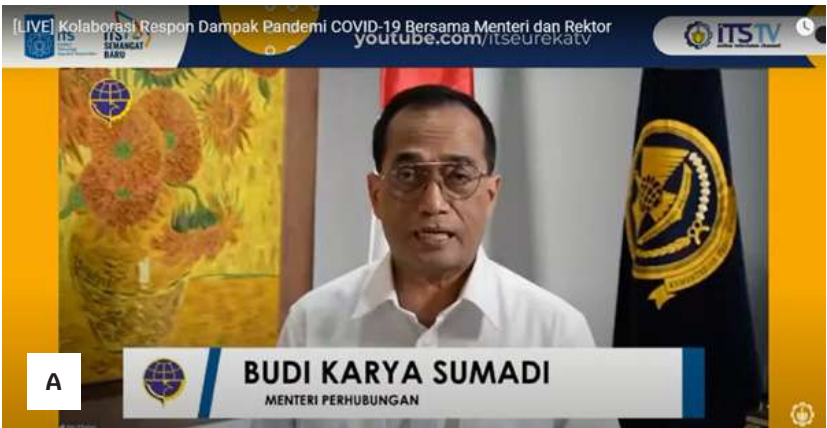 [LIVE] Kolaborasi Respon Dampak Pandemi COVID-19 Bersama Menteri dan Rektor
ITS
SEMANGAT
BARU
youtube.com/itseurekatv
iTSTV
BUDI KARYA SUMADI
MENTERI PERHUBUNGAN
A